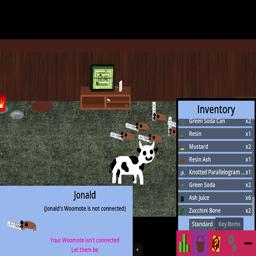 Inventory
Green Soda Can x2
Resin x1
Mustard x2
Resin Ash x1
Knotted Parallelogram ... x1
Green Soda x2
Ash Juice x6
Zucchini Bone x2
Standard Key Items
Jonald
(Jonald's Woomote is not connected)
Your Woomote isn't connected
Let them be